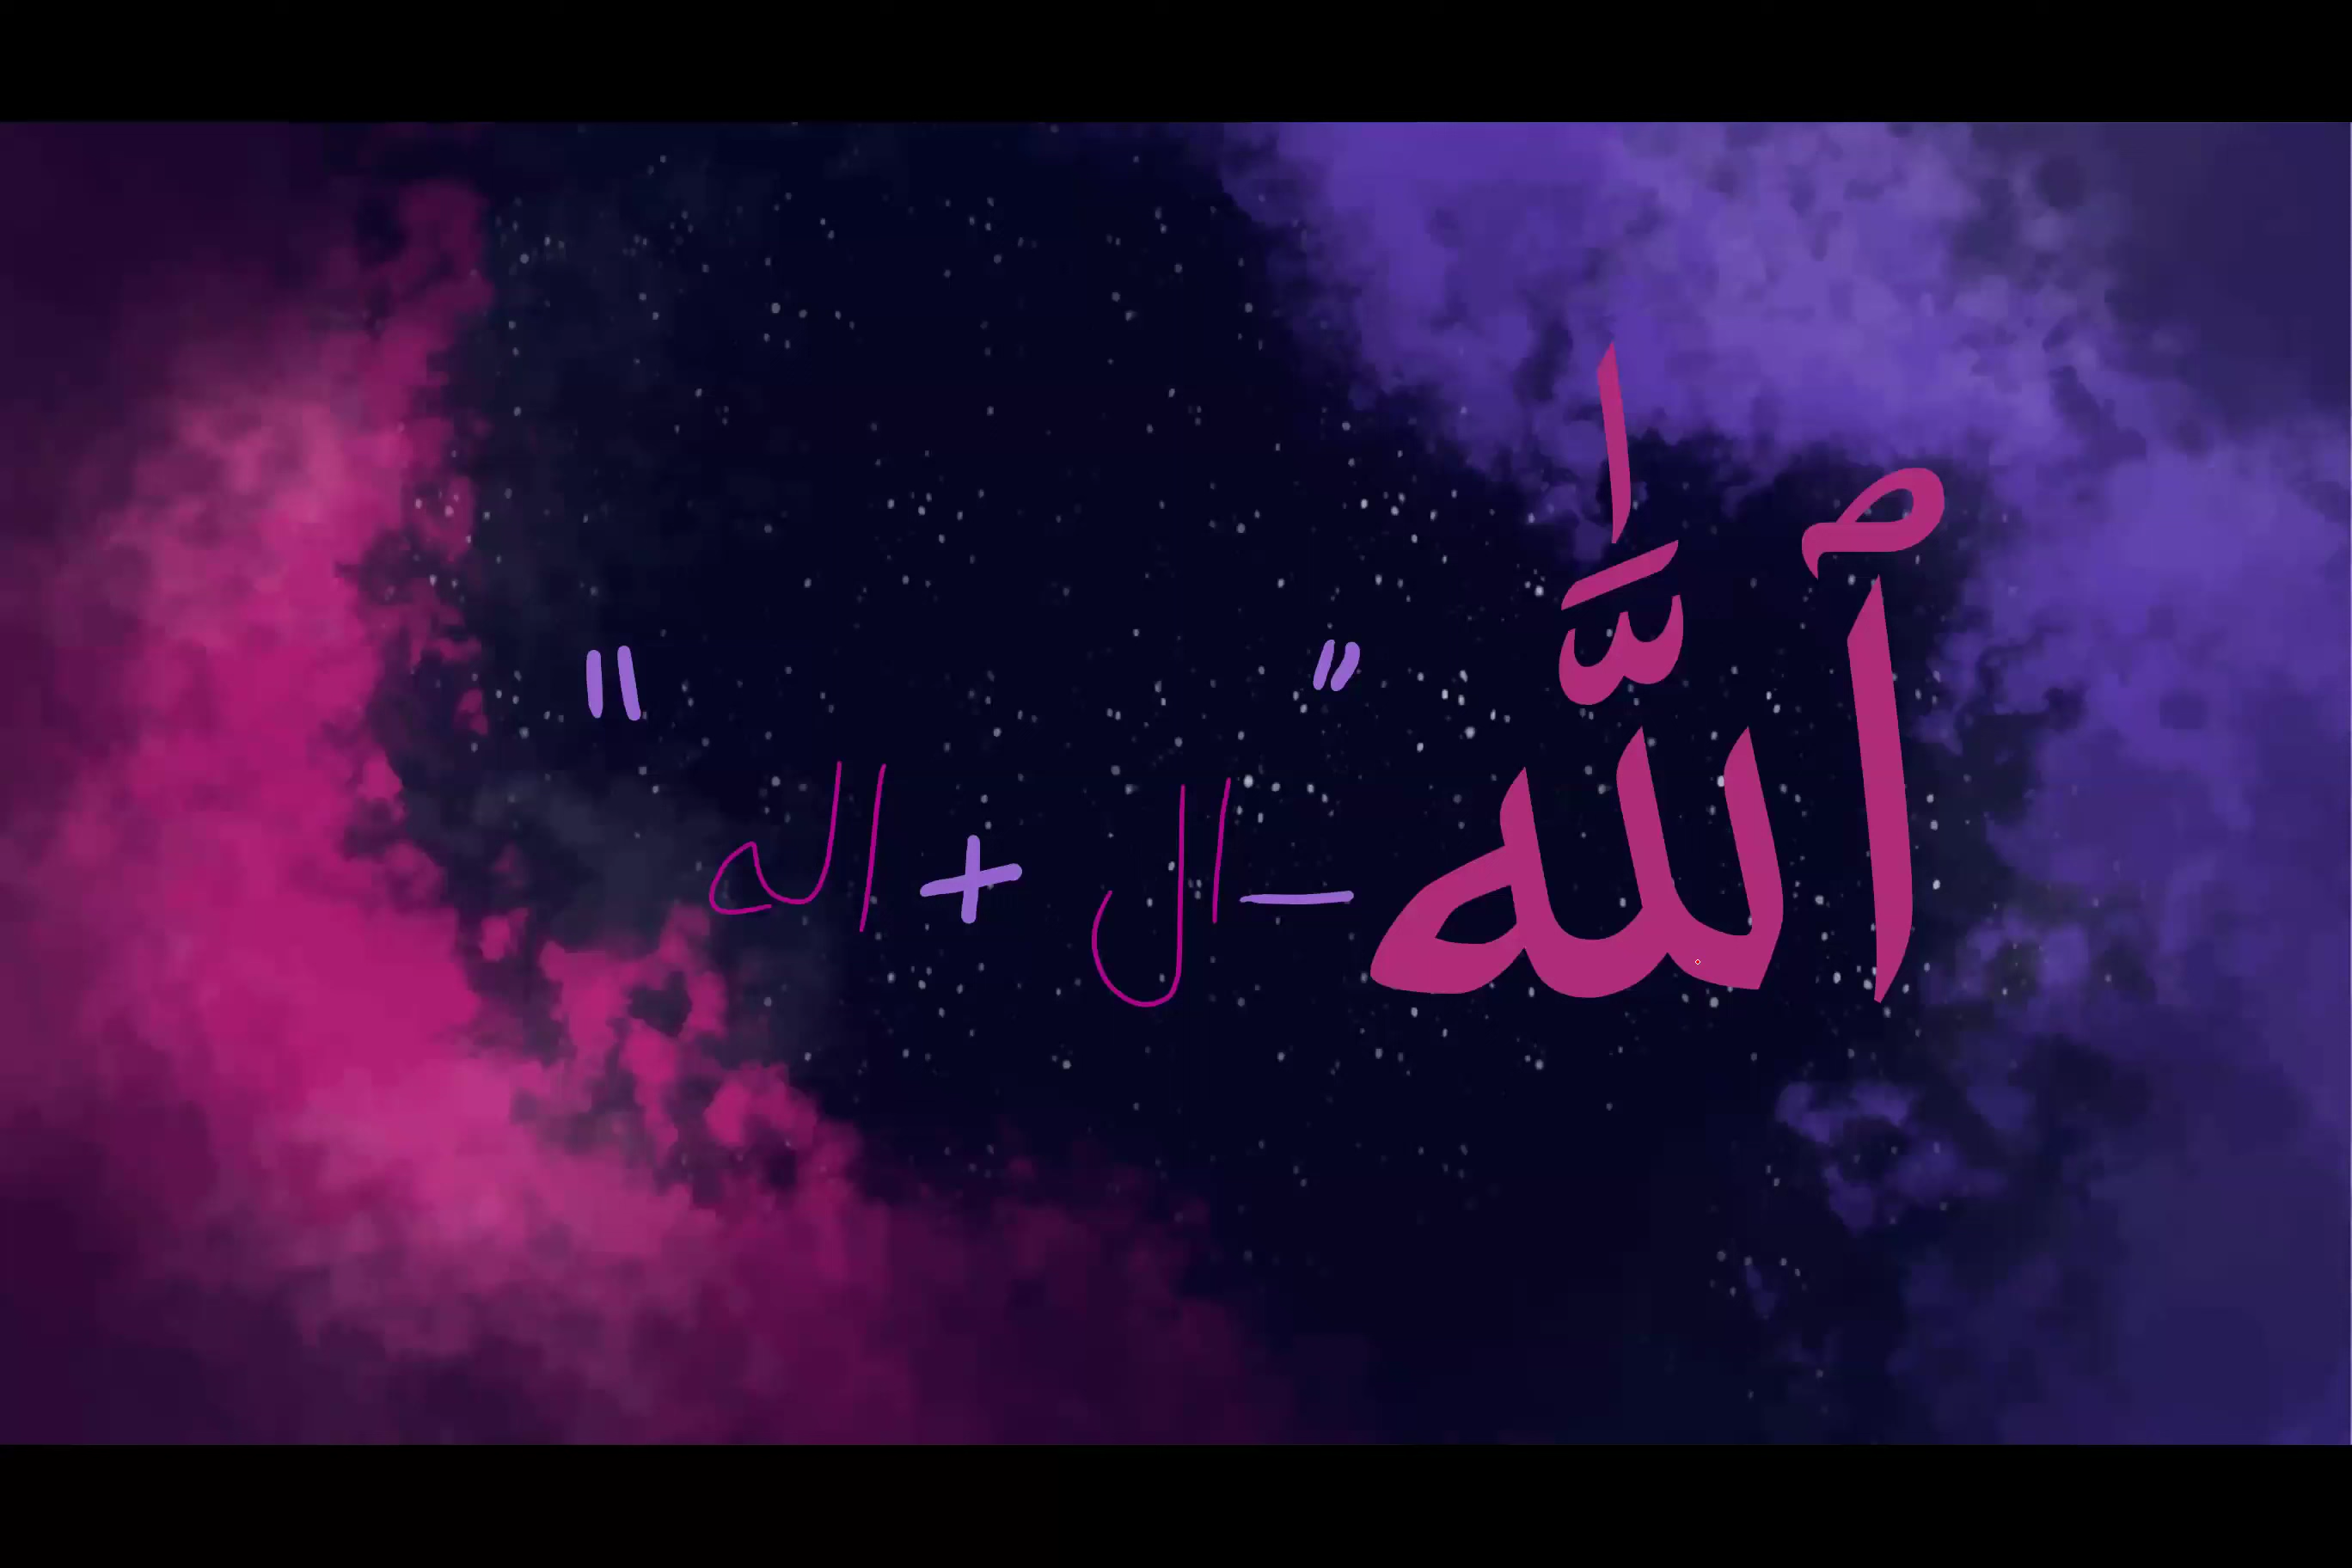 ٱللَّٰه — "ال + اله"